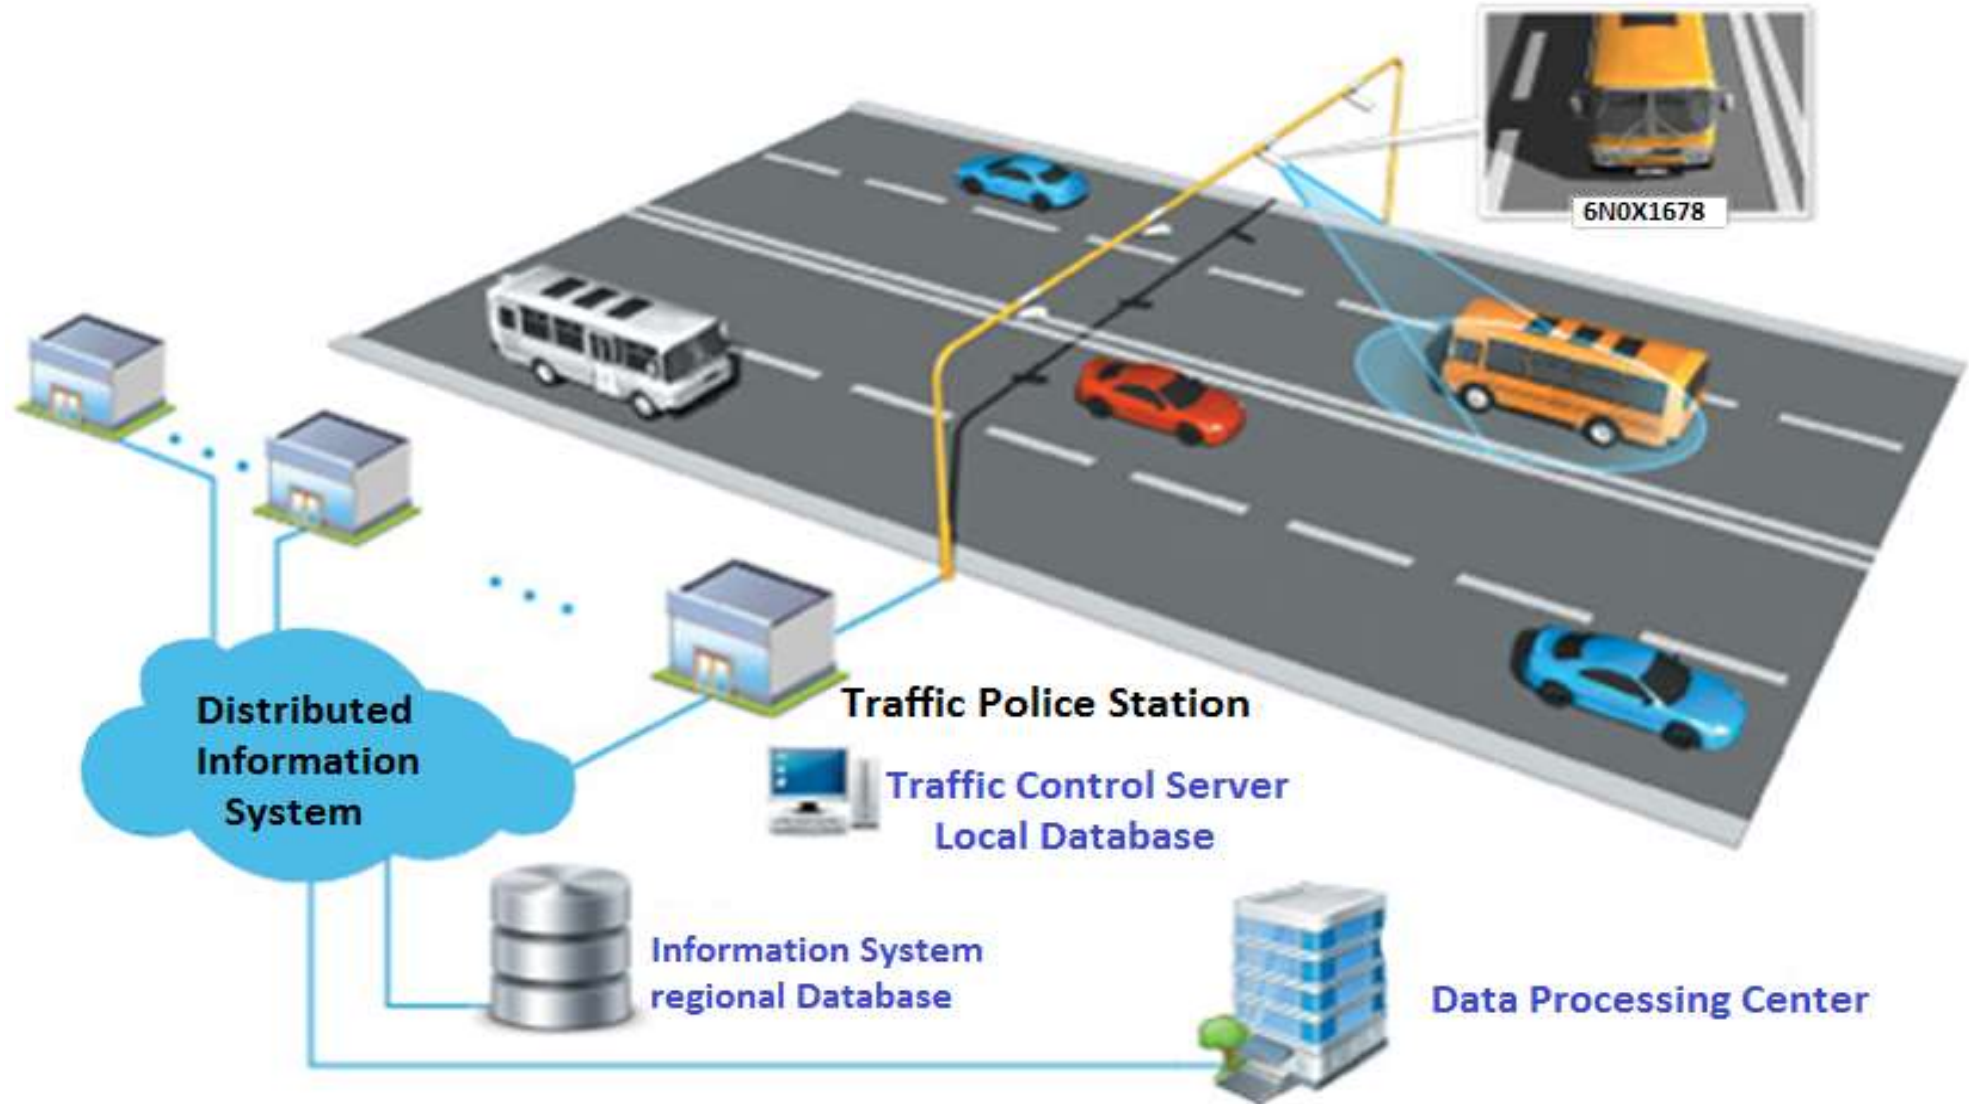 6N0X1678
Distributed
Information
System
Traffic Police Station
Traffic Control Server
Local Database
Information System
regional Database
Data Processing Center